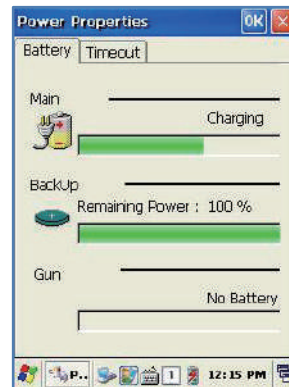 Power Properties OK
Battery Timeout
Main
Charging
BackUp
Remaining Power : 100 %
Gun
No Battery
P.. 1 12:15 PM